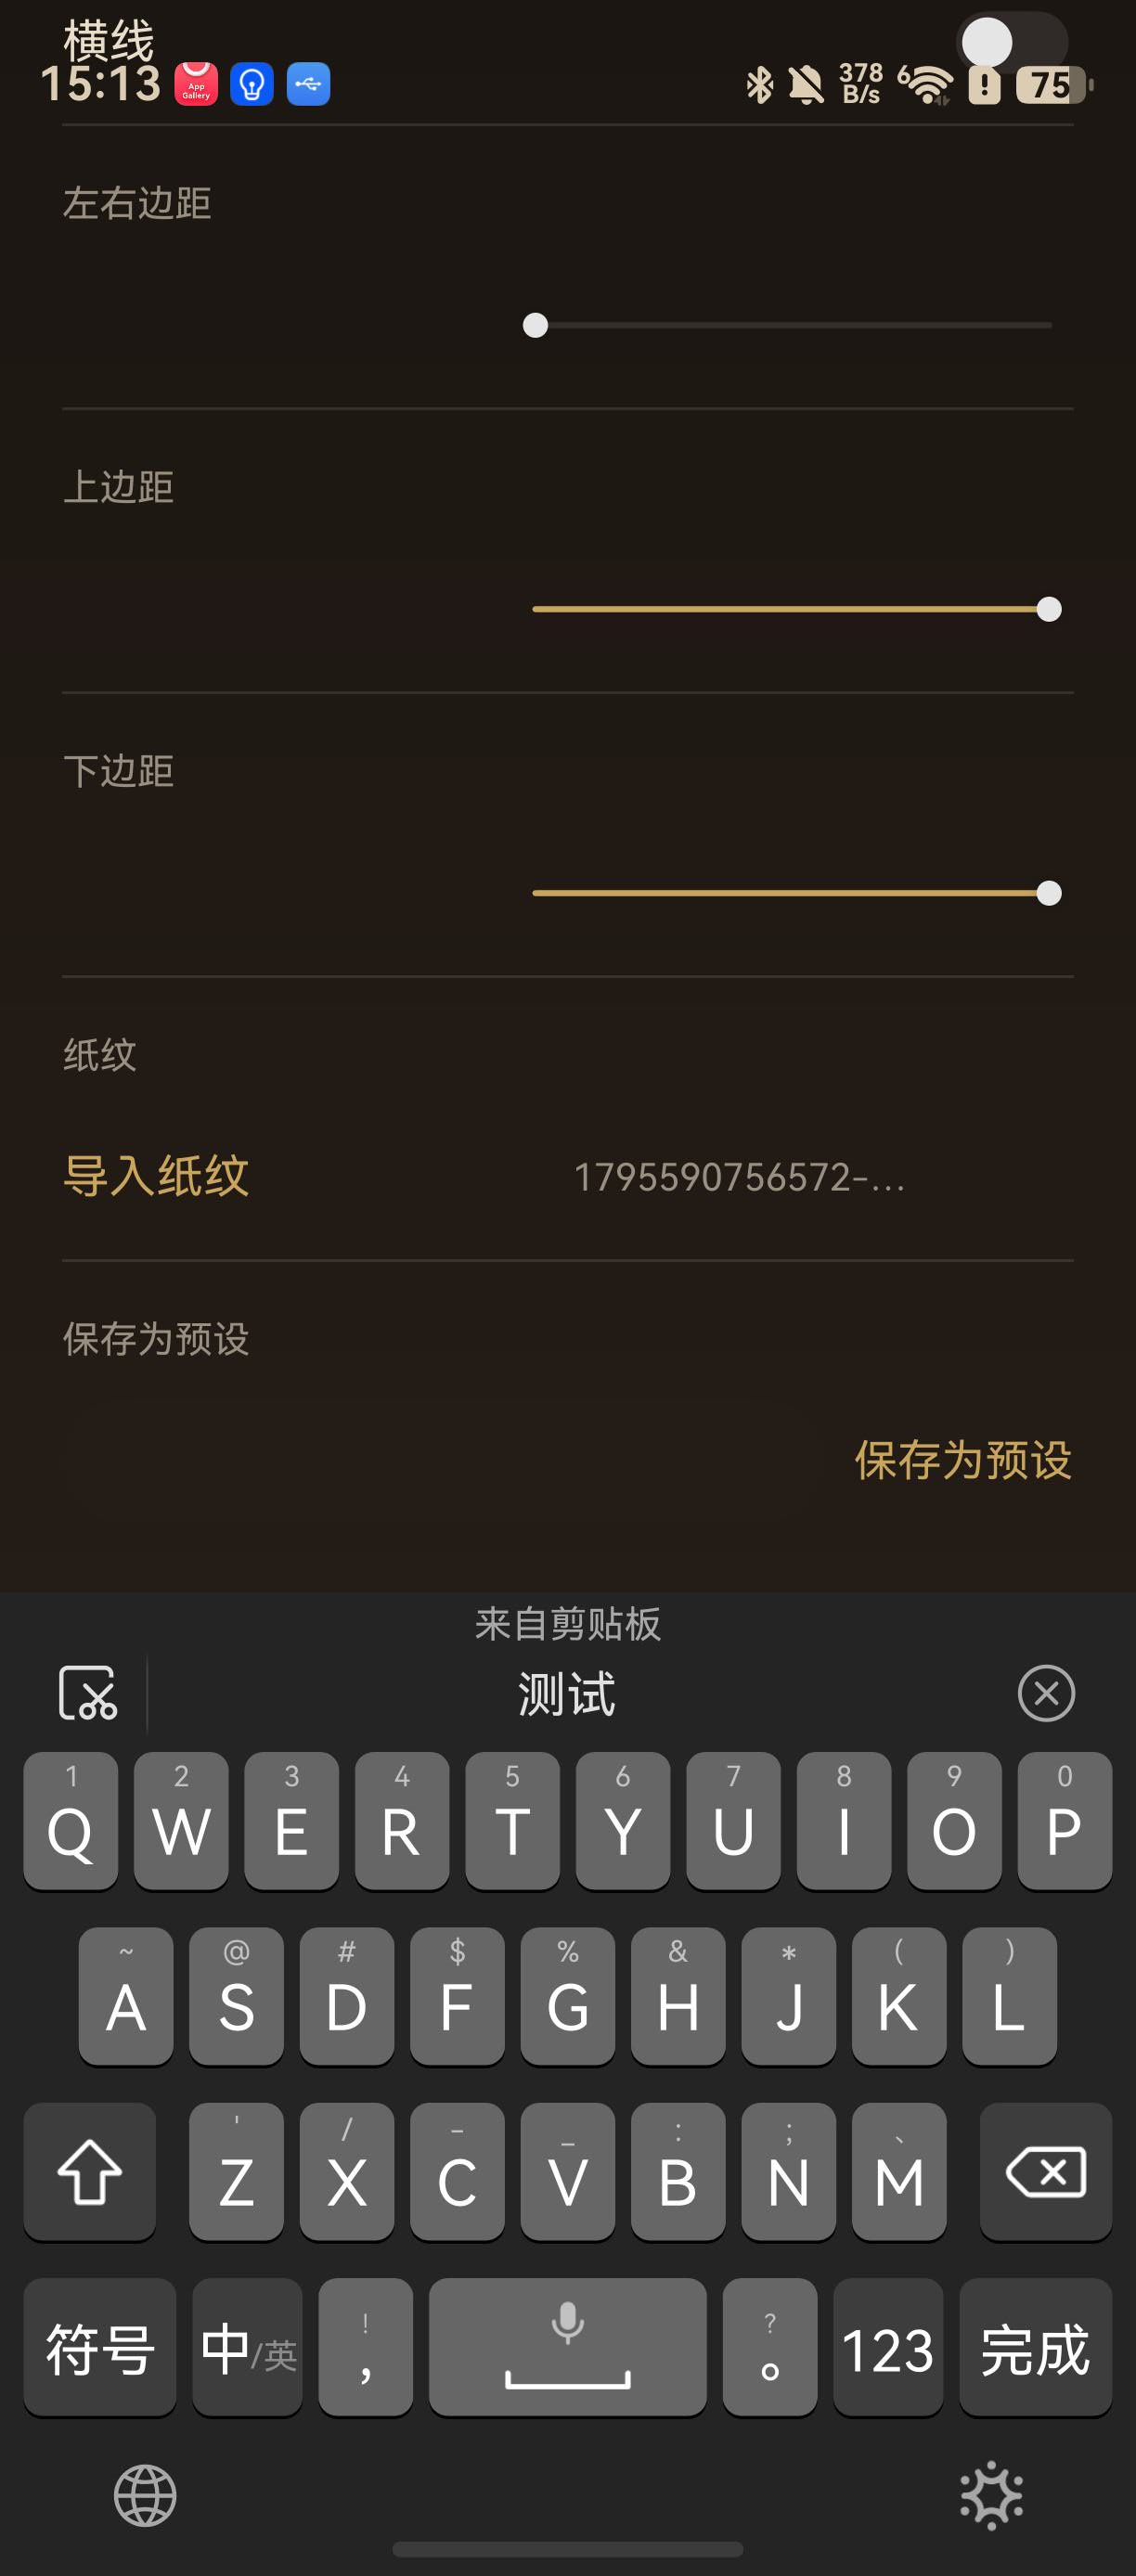 横线
15:13
App
Gallery
378
B/s
6
75
左右边距
上边距
下边距
纸纹
导入纸纹
1795590756572-...
保存为预设
保存为预设
来自剪贴板
测试
1 2 3 4 5 6 7 8 9 0
Q W E R T Y U I O P
~ @ # $ % & * ( )
A S D F G H J K L
' / - _ : ; 、
Z X C V B N M
! ?
符号 中/英 , 。 123 完成